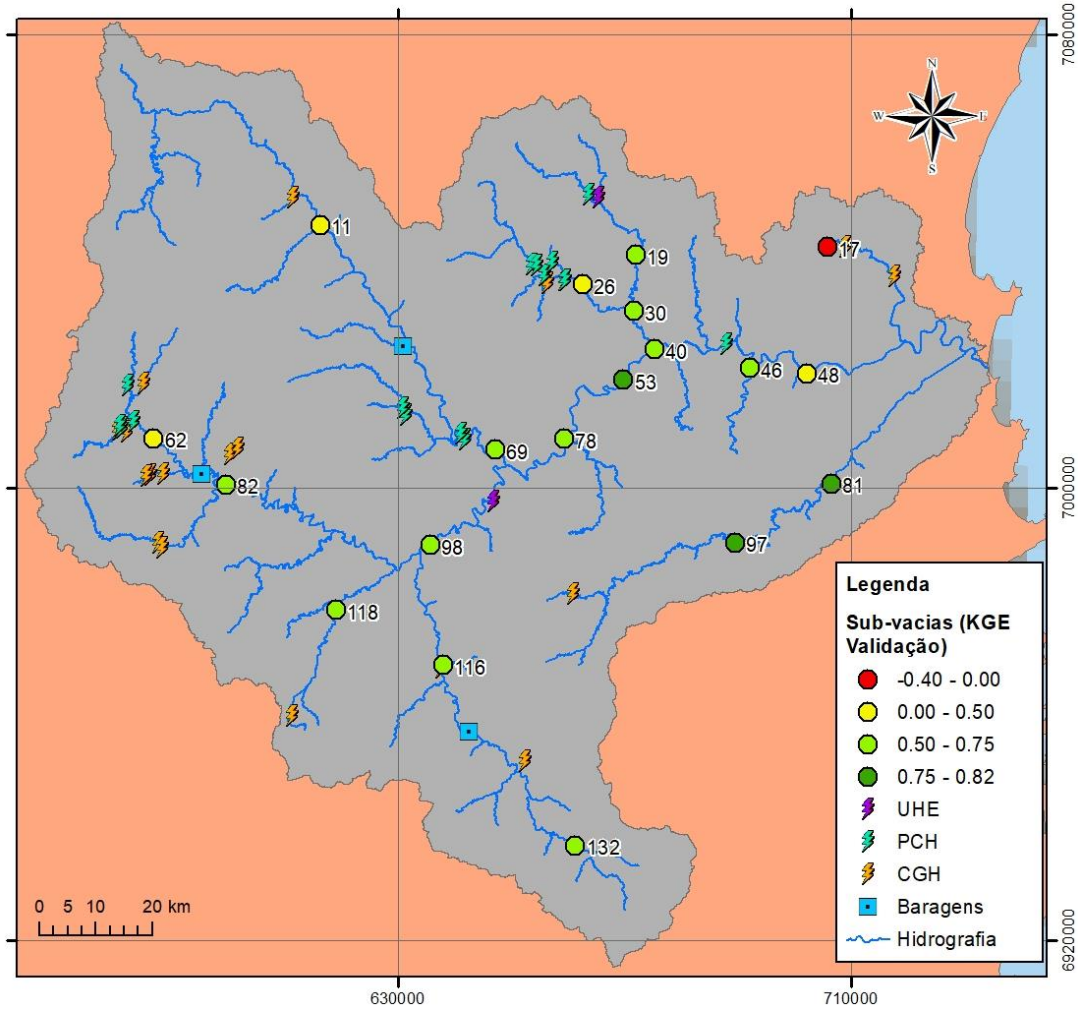 7080000
N
W
E
S
11
17
19
26
30
40
46
48
53
62
78
69
82
81
7000000
98
97
118
116
132
Legenda
Sub-vacias (KGE
Validação)
-0.40 - 0.00
0.00 - 0.50
0.50 - 0.75
0.75 - 0.82
UHE
PCH
CGH
Baragens
Hidrografia
0 5 10 20 km
6920000
630000
710000